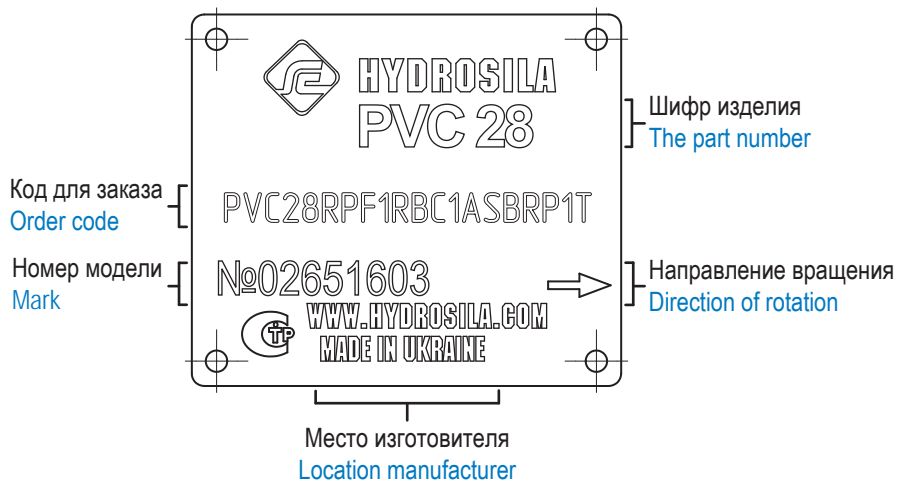 HYDROSILA
PVC 28
Шифр изделия
The part number
Код для заказа
Order code
PVC28RPF1RBC1ASBRP1T
Номер модели
Mark
№02651603
Направление вращения
Direction of rotation
WWW.HYDROSILA.COM
MADE IN UKRAINE
Место изготовителя
Location manufacturer